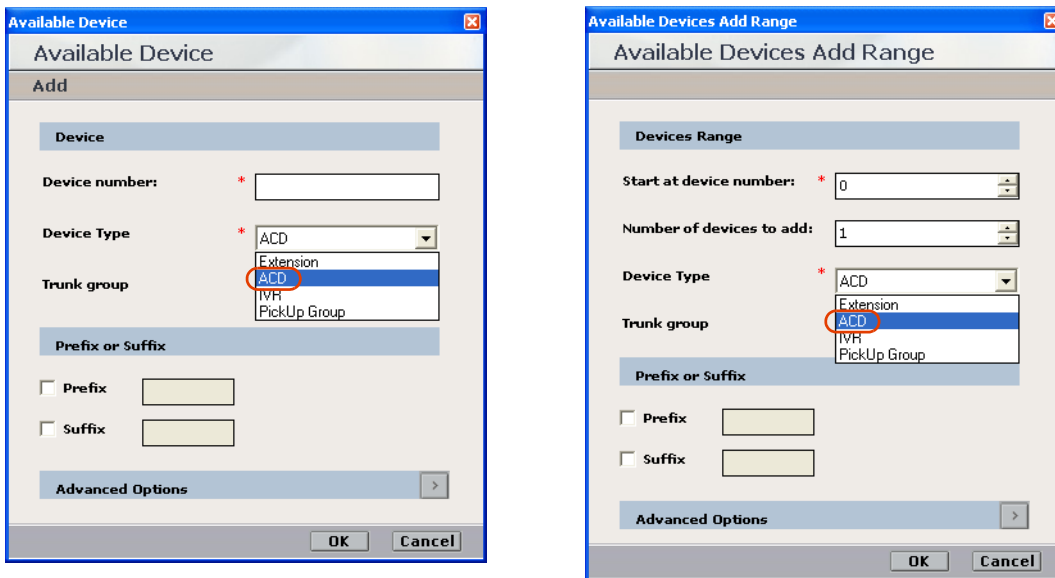 Available Device
Available Device
Add
Device
Device number: *
Device Type * ACD
Extension
ACD
IVR
PickUp Group
Trunk group
Prefix or Suffix
Prefix
Suffix
Advanced Options >
OK Cancel
Available Devices Add Range
Available Devices Add Range
Devices Range
Start at device number: * 0
Number of devices to add: 1
Device Type * ACD
Extension
ACD
IVR
PickUp Group
Trunk group
Prefix or Suffix
Prefix
Suffix
Advanced Options >
OK Cancel